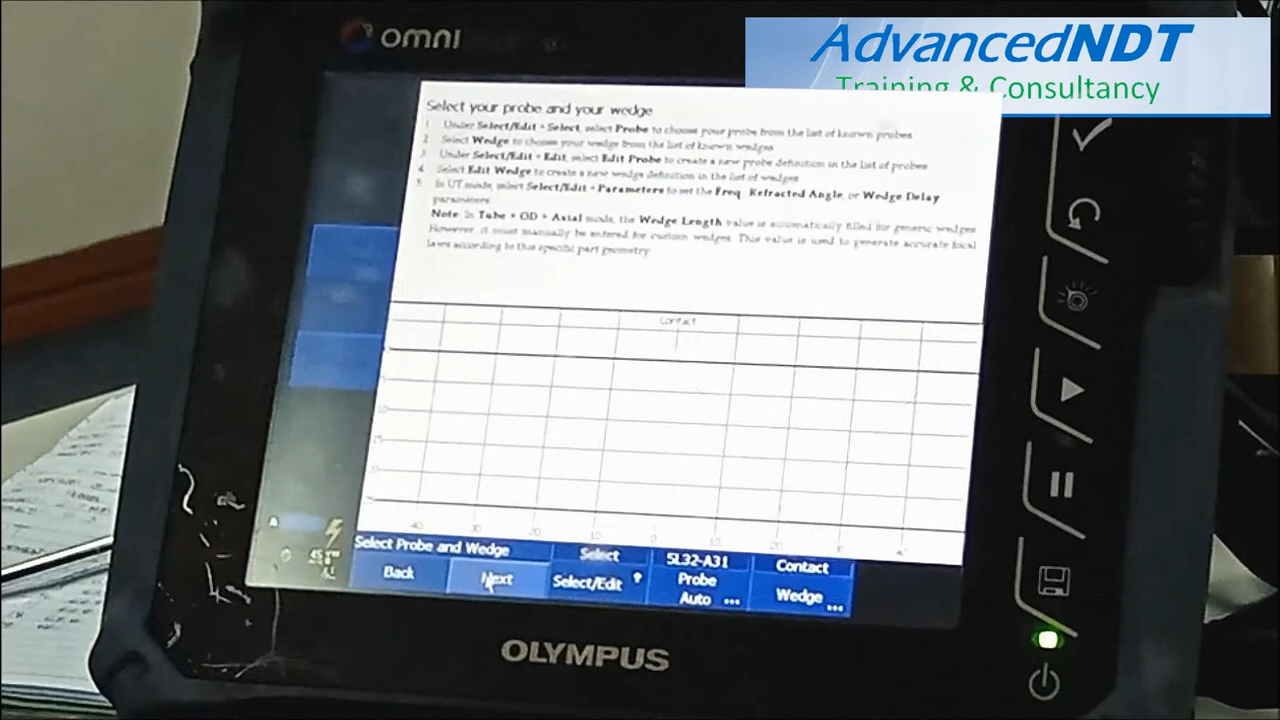 omni
AdvancedNDT
Training & Consultancy
Select your probe and your wedge
1 Under Select/Edit > Select, select Probe to choose your probe from the list of known probes
2 Select Wedge to choose your wedge from the list of known wedges
3 Under Select/Edit > Edit, select Edit Probe to create a new probe definition in the list of probes
4 Select Edit Wedge to create a new wedge definition in the list of wedges
5 In UT mode, select Select/Edit > Parameters to set the Freq, Refracted Angle, or Wedge Delay
parameters
Note: In Tube > OD > Axial mode, the Wedge Length value is automatically filled for generic wedges
However, it must manually be entered for custom wedges. This value is used to generate accurate focal
laws according to this specific part geometry
Contact
Select Probe and Wedge
Select
5L32-A31
Contact
Back
Next
Select/Edit
Probe
Auto ...
Wedge ...
OLYMPUS